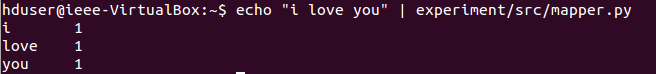 hduser@ieee-VirtualBox:~$ echo "i love you" | experiment/src/mapper.py
i	1
love	1
you	1